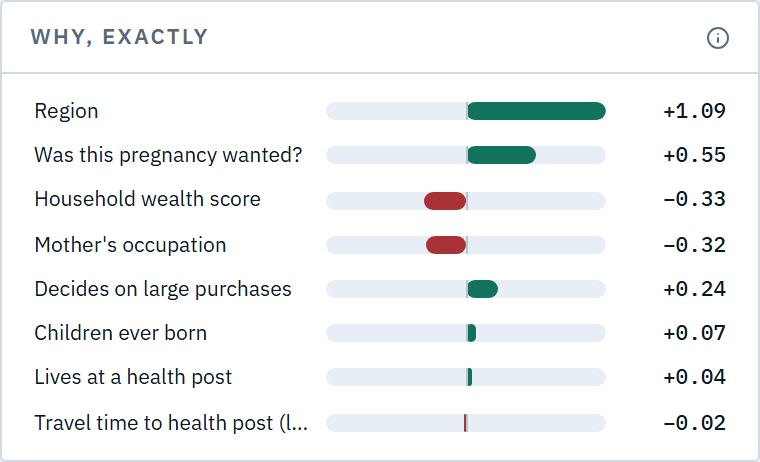 WHY, EXACTLY
Region +1.09
Was this pregnancy wanted? +0.55
Household wealth score −0.33
Mother's occupation −0.32
Decides on large purchases +0.24
Children ever born +0.07
Lives at a health post +0.04
Travel time to health post (l... −0.02